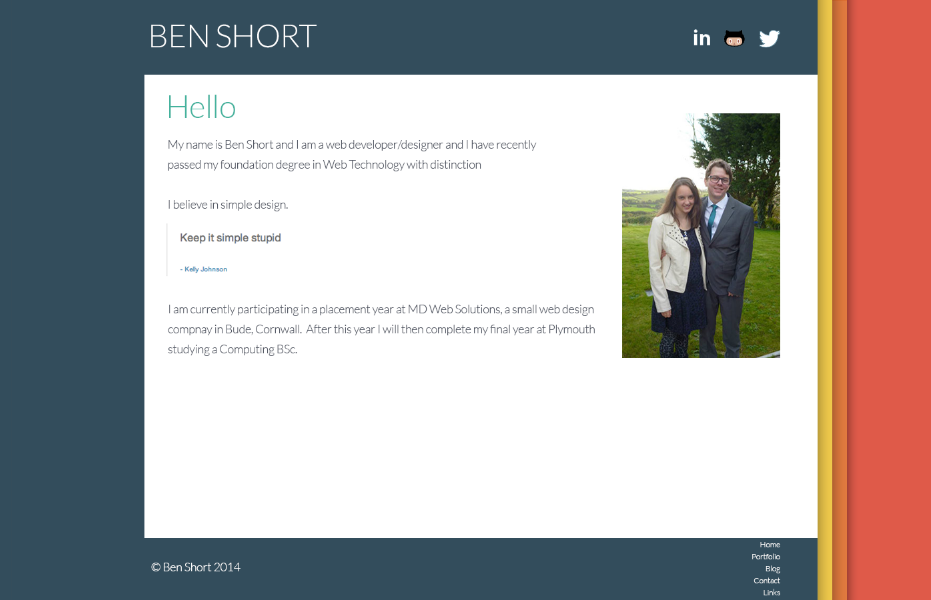 BEN SHORT
in
Hello
My name is Ben Short and I am a web developer/designer and I have recently
passed my foundation degree in Web Technology with distinction
I believe in simple design.
Keep it simple stupid
- Kelly Johnson
I am currently participating in a placement year at MD Web Solutions, a small web design
compnay in Bude, Cornwall. After this year I will then complete my final year at Plymouth
studying a Computing BSc.
© Ben Short 2014
Home
Portfolio
Blog
Contact
Links